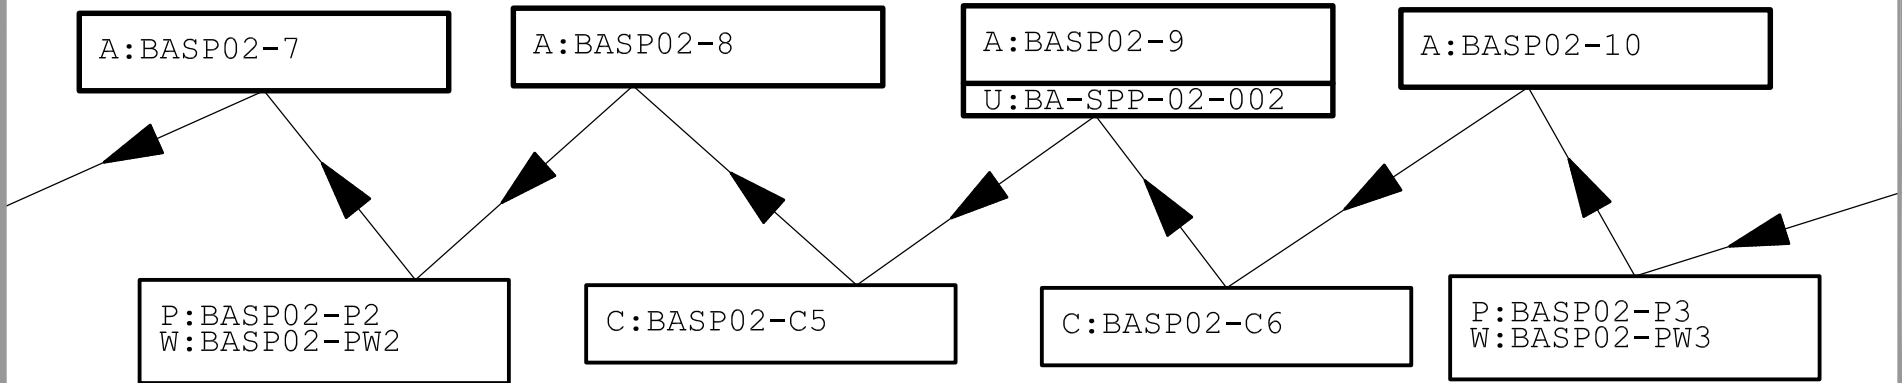 A:BASP02-7
A:BASP02-8
A:BASP02-9
U:BA-SPP-02-002
A:BASP02-10
P:BASP02-P2
W:BASP02-PW2
C:BASP02-C5
C:BASP02-C6
P:BASP02-P3
W:BASP02-PW3